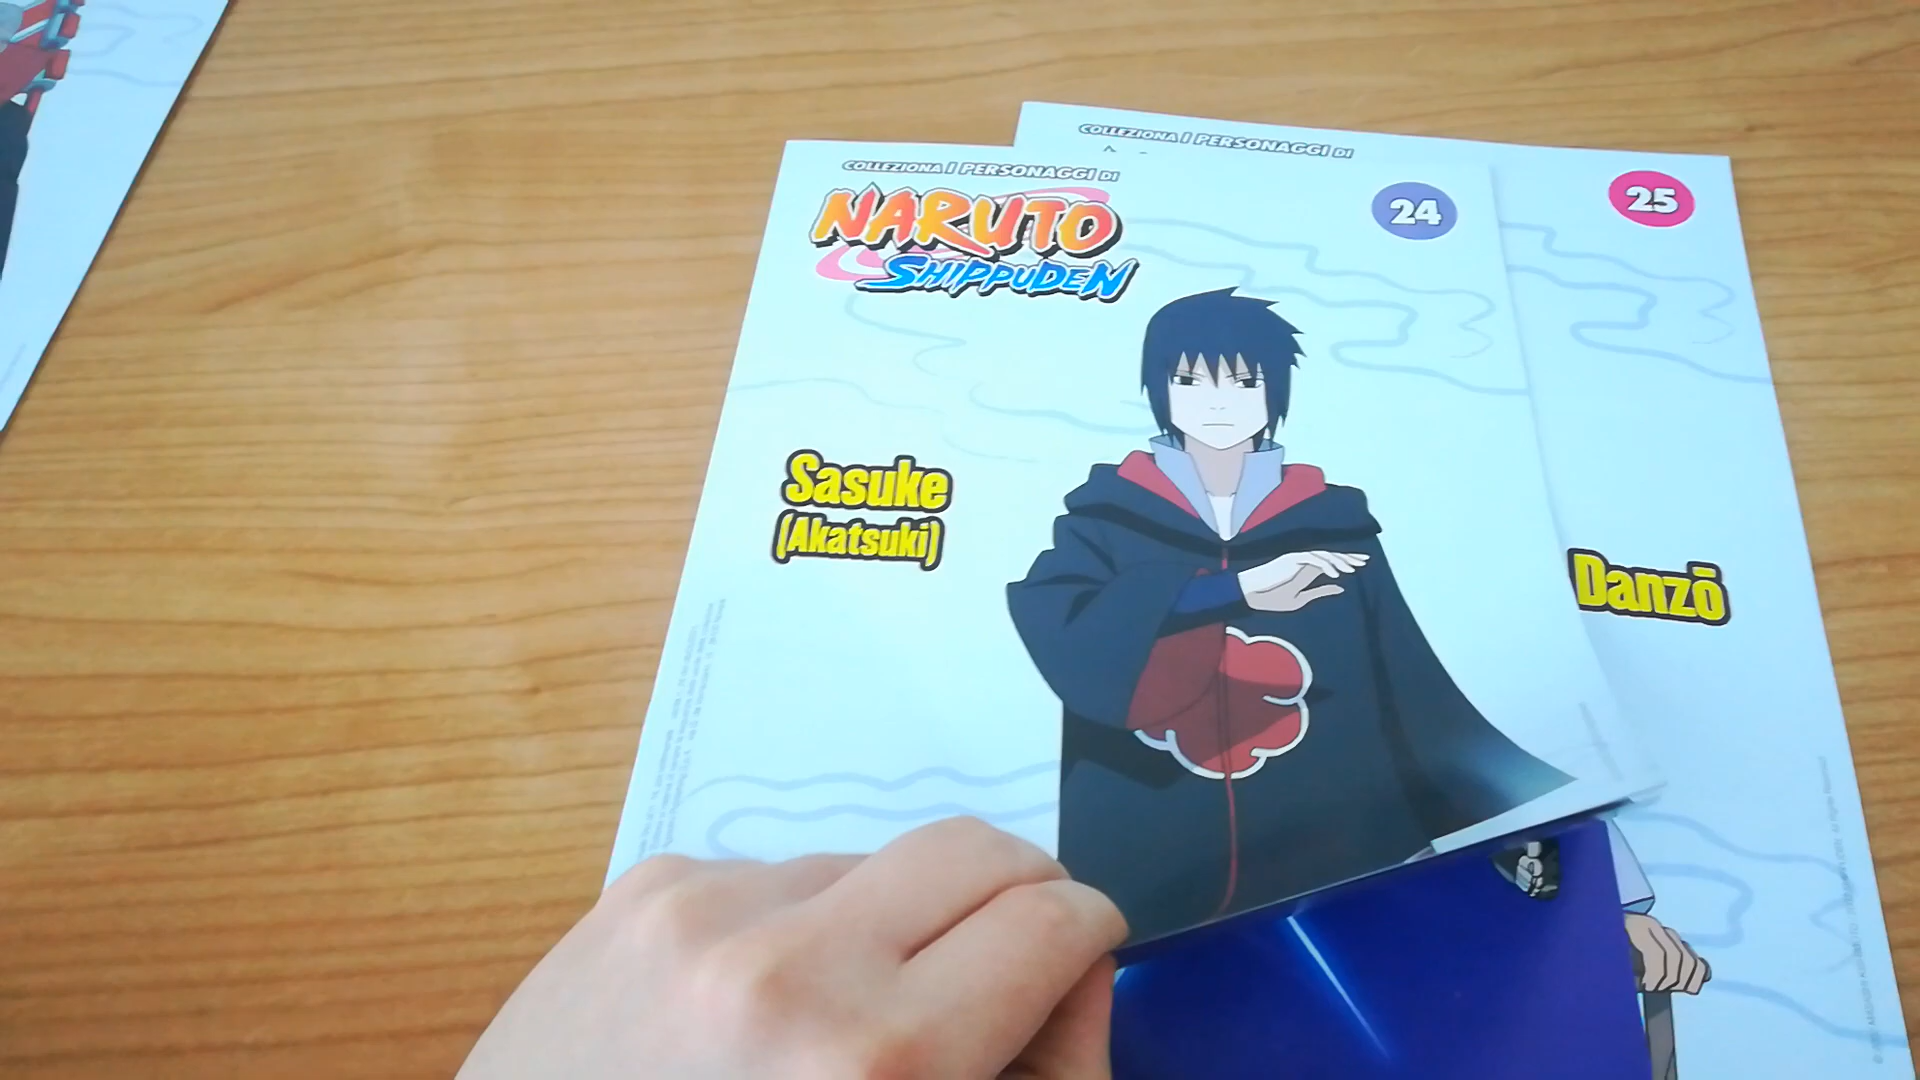 COLLEZIONA I PERSONAGGI DI
NARUTO
SHIPPUDEN
24
Sasuke
(Akatsuki)
COLLEZIONA I PERSONAGGI DI
25
Danzō